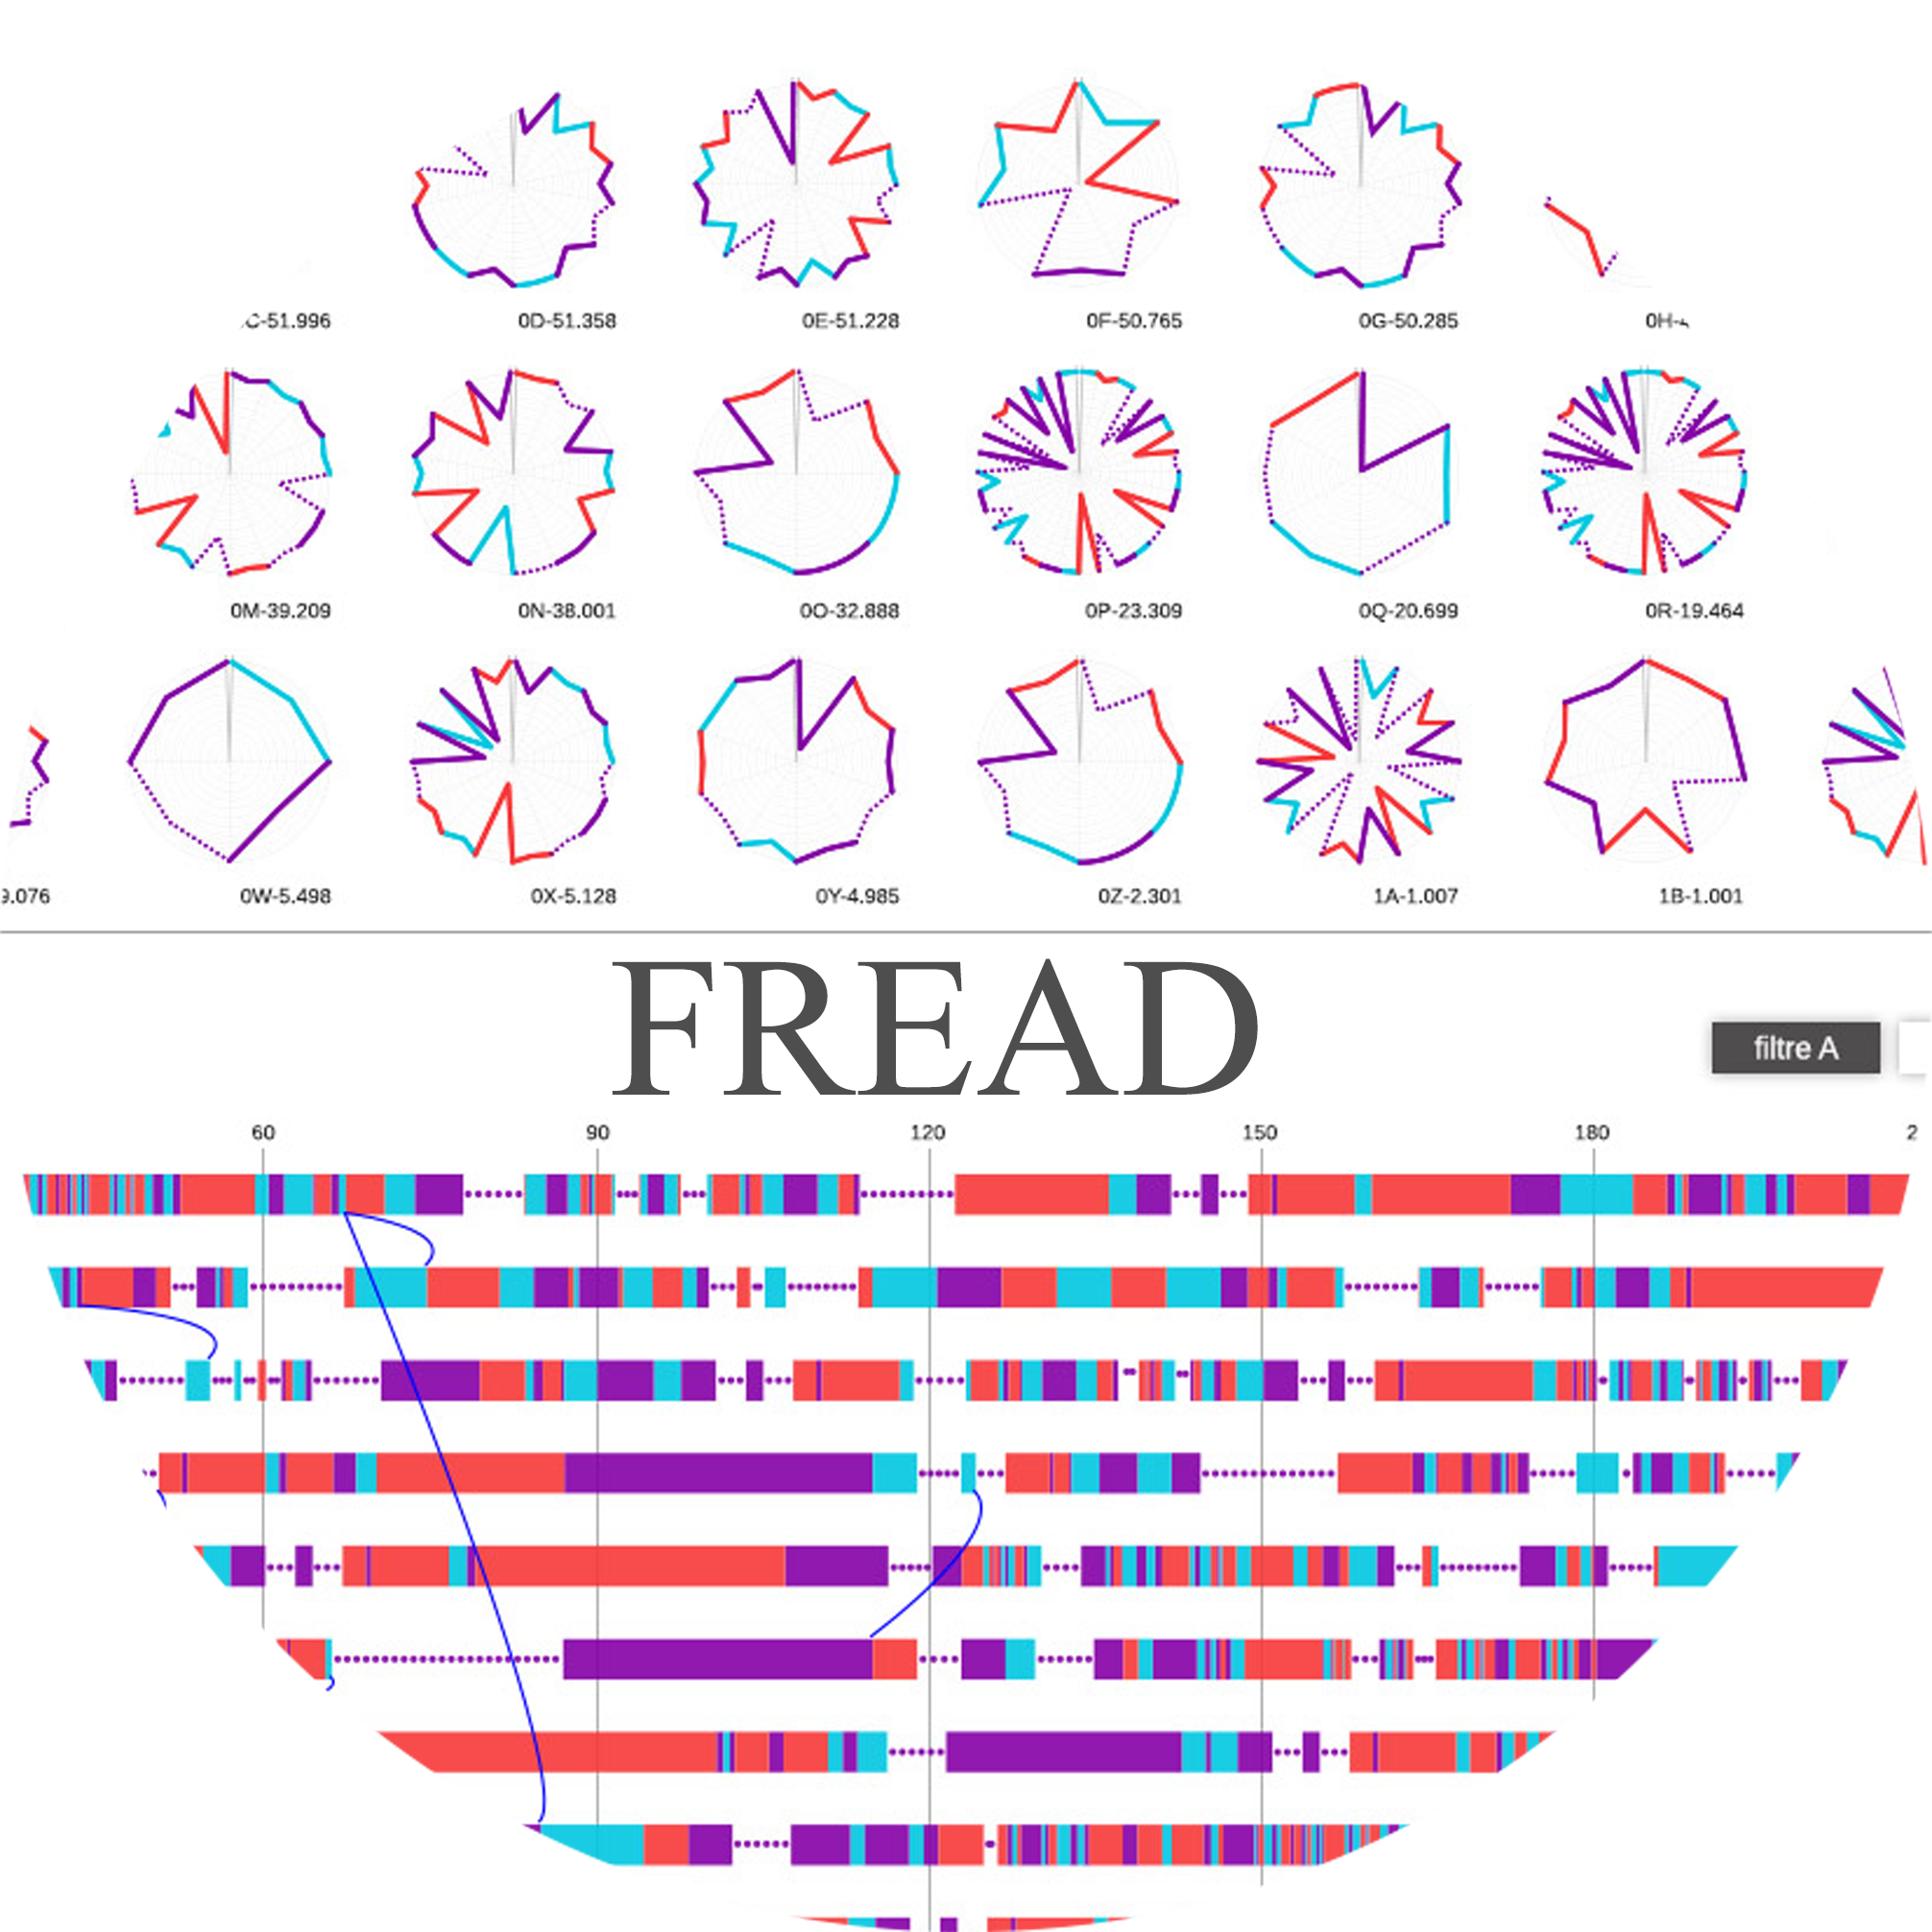 C-51.996 0D-51.358 0E-51.228 0F-50.765 0G-50.285 0H-
0M-39.209 0N-38.001 0O-32.888 0P-23.309 0Q-20.699 0R-19.464
9.076 0W-5.498 0X-5.128 0Y-4.985 0Z-2.301 1A-1.007 1B-1.001
FREAD
filtre A
60 90 120 150 180 2